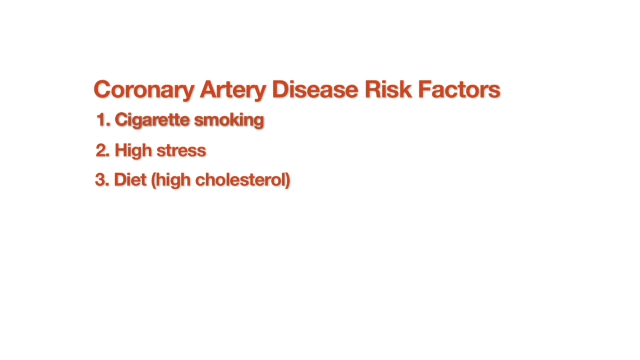 Coronary Artery Disease Risk Factors
1. Cigarette smoking
2. High stress
3. Diet (high cholesterol)